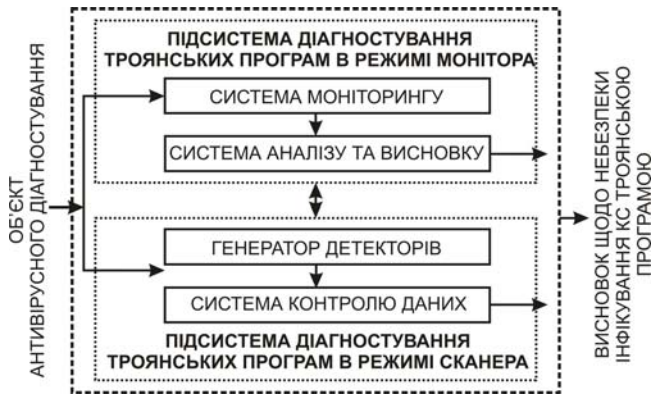 ПІДСИСТЕМА ДІАГНОСТУВАННЯ
ТРОЯНСЬКИХ ПРОГРАМ В РЕЖИМІ МОНІТОРА
СИСТЕМА МОНІТОРИНГУ
СИСТЕМА АНАЛІЗУ ТА ВИСНОВКУ
ОБ'ЄКТ
АНТИВІРУСНОГО ДІАГНОСТУВАННЯ
ГЕНЕРАТОР ДЕТЕКТОРІВ
СИСТЕМА КОНТРОЛЮ ДАНИХ
ПІДСИСТЕМА ДІАГНОСТУВАННЯ
ТРОЯНСЬКИХ ПРОГРАМ В РЕЖИМІ СКАНЕРА
ВИСНОВОК ЩОДО НЕБЕЗПЕКИ
ІНФІКУВАННЯ КС ТРОЯНСЬКОЮ
ПРОГРАМОЮ